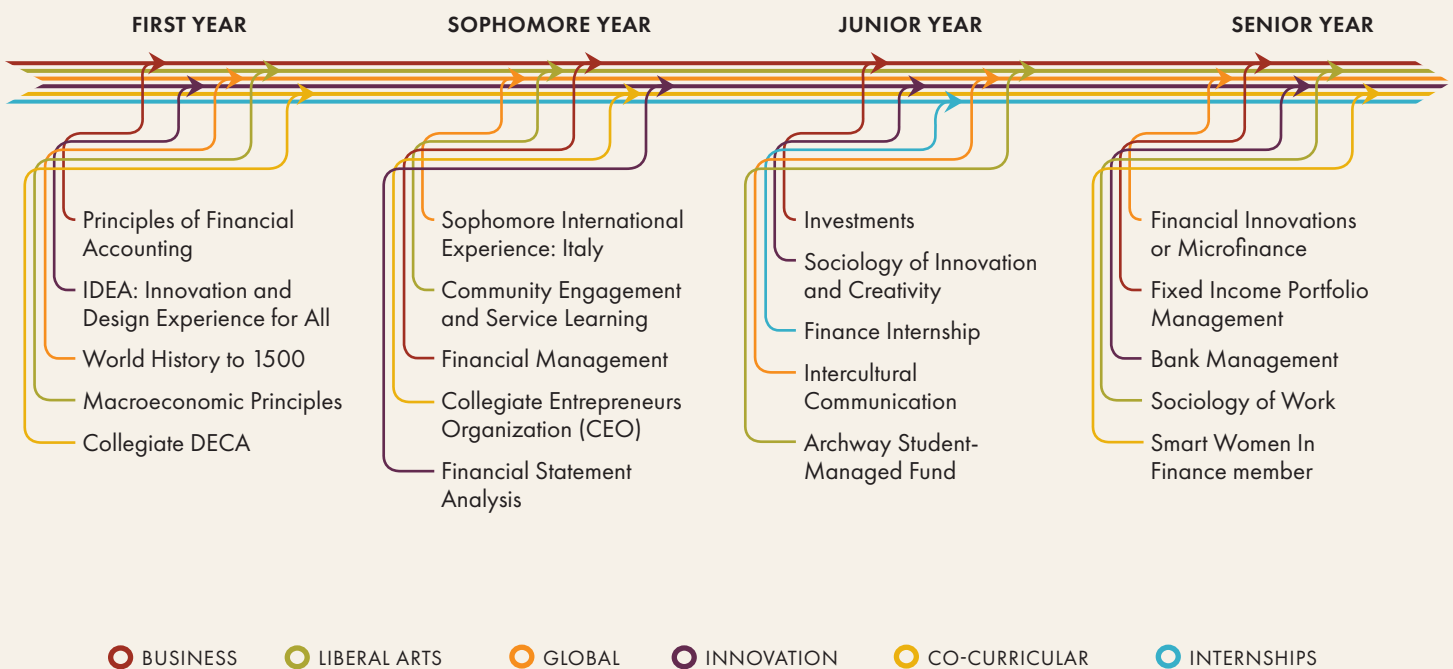 FIRST YEAR
SOPHOMORE YEAR
JUNIOR YEAR
SENIOR YEAR
Principles of Financial
Accounting
IDEA: Innovation and
Design Experience for All
World History to 1500
Macroeconomic Principles
Collegiate DECA
Sophomore International
Experience: Italy
Community Engagement
and Service Learning
Financial Management
Collegiate Entrepreneurs
Organization (CEO)
Financial Statement
Analysis
Investments
Sociology of Innovation
and Creativity
Finance Internship
Intercultural
Communication
Archway Student-
Managed Fund
Financial Innovations
or Microfinance
Fixed Income Portfolio
Management
Bank Management
Sociology of Work
Smart Women In
Finance member
BUSINESS
LIBERAL ARTS
GLOBAL
INNOVATION
CO-CURRICULAR
INTERNSHIPS